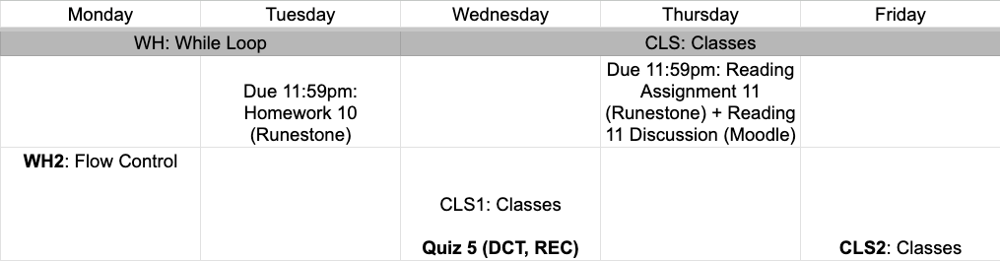 Monday Tuesday Wednesday Thursday Friday
WH: While Loop CLS: Classes
Due 11:59pm:
Homework 10
(Runestone)
Due 11:59pm: Reading
Assignment 11
(Runestone) + Reading
11 Discussion (Moodle)
WH2: Flow Control
CLS1: Classes
Quiz 5 (DCT, REC)
CLS2: Classes